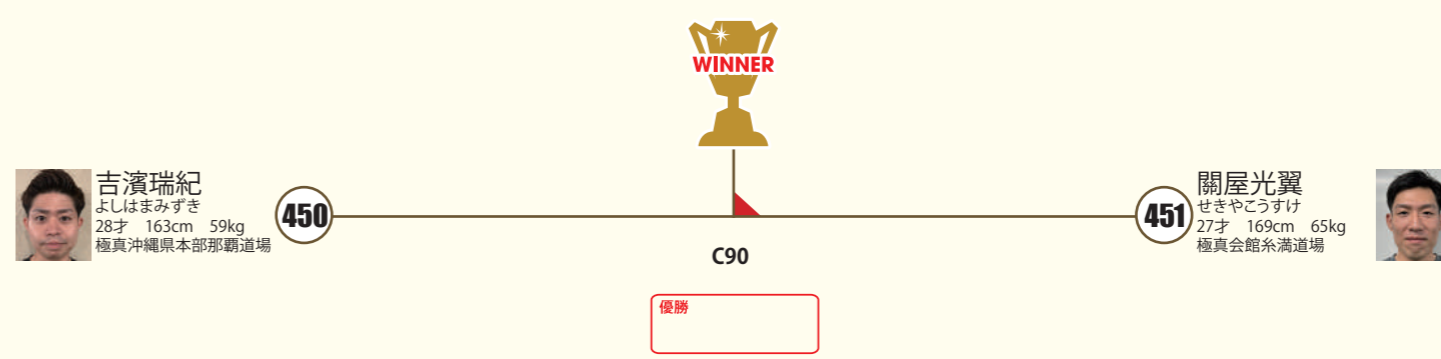 WINNER
吉濱瑞紀
よしはまみずき
28才　163cm　59kg
極真沖縄県本部那覇道場
450
451
關屋光翼
せきやこうすけ
27才　169cm　65kg
極真会館糸満道場
C90
優勝